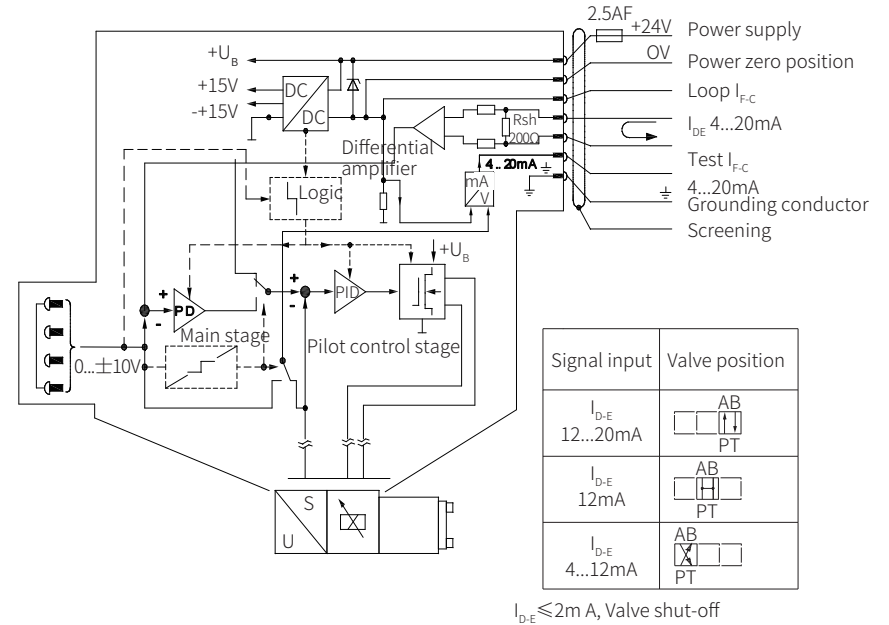 2.5AF
+24V
Power supply
OV
Power zero position
Loop I_F-C
I_DE 4...20mA
Test I_F-C
4...20mA
Grounding conductor
Screening
+U_B
+15V
-+15V
DC
DC
Differential
amplifier
Rsh
200Ω
4..20mA
mA
V
Logic
+U_B
+
-
PD
+
-
PID
Main stage
Pilot control stage
0...±10V
S
U
Signal input
Valve position
I_D-E
12...20mA
AB
PT
I_D-E
12mA
AB
PT
I_D-E
4...12mA
AB
PT
I_D-E≤2m A, Valve shut-off